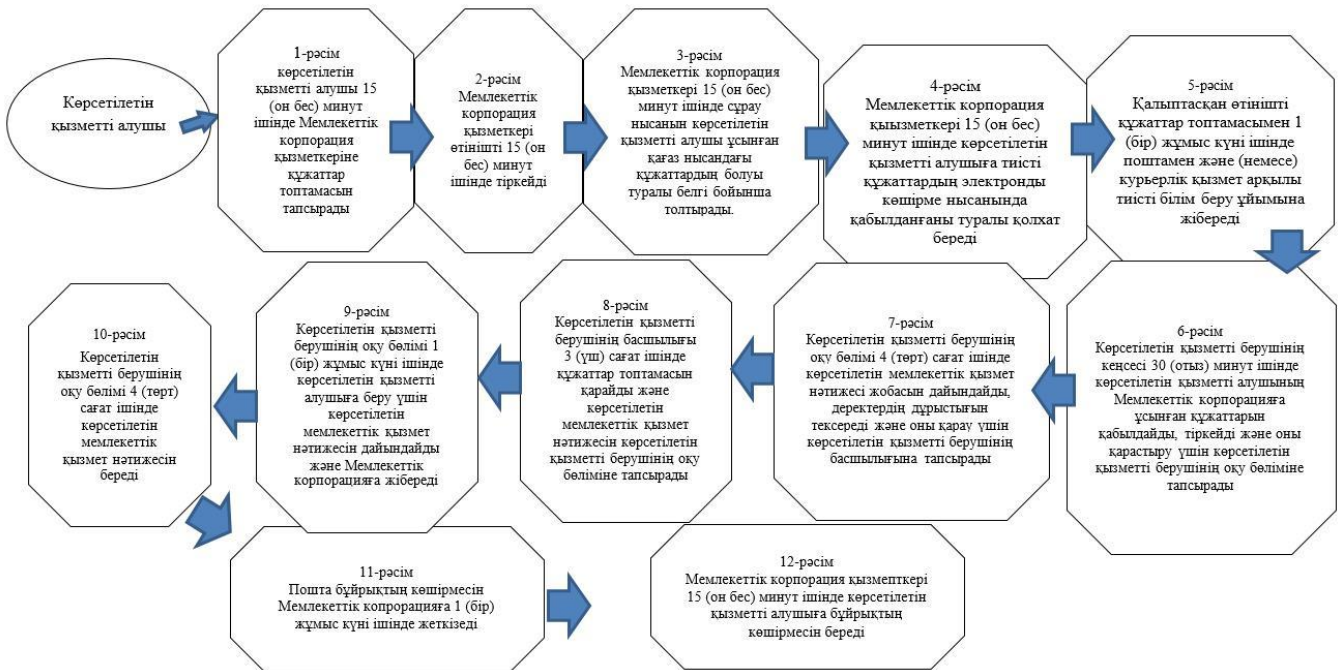 Көрсетілетін
қызметті алушы
1-рәсім
көрсетілетін
қызметті алушы 15
(он бес) минут
ішінде Мемлекеттік
корпорация
қызметкеріне
құжаттар
топтамасын
тапсырады
2-рәсім
Мемлекеттік
корпорация
қызметкері
өтінішті 15 (он
бес) минут
ішінде тіркейді
3-рәсім
Мемлекеттік корпорация
қызметкері 15 (он бес)
минут ішінде сұрау
нысанын көрсетілетін
қызметті алушы ұсынған
қағаз нысандағы
құжаттардың болуы
туралы белгі бойынша
толтырады.
4-рәсім
Мемлекеттік корпорация
қыызметкері 15 (он бес)
минут ішінде көрсетілетін
қызметті алушыға тиісті
құжаттардың электронды
көшірме нысанында
қабылданғаны туралы қолхат
береді
5-рәсім
Қалыптасқан өтінішті
құжаттар топтамасымен 1
(бір) жұмыс күні ішінде
поштамен және (немесе)
курьерлік қызмет арқылы
тиісті білім беру ұйымына
жібереді
6-рәсім
Көрсетілетін қызметті берушінің
кеңсесі 30 (отыз) минут ішінде
көрсетілетін қызметті алушының
Мемлекеттік корпорацияға
ұсынған құжаттарын
қабылдайды, тіркейді және оны
қарастыру үшін көрсетілетін
қызметті берушінің оқу бөліміне
тапсырады
7-рәсім
Көрсетілетін қызметті берушінің
оқу бөлімі 4 (төрт) сағат ішінде
көрсетілетін мемлекеттік қызмет
нәтижесі жобасын дайындайды,
деректердің дұрыстығын
тексереді және оны қарау үшін
көрсетілетін қызметті берушінің
басшылығына тапсырады
8-рәсім
Көрсетілетін қызметті
берушінің басшылығы
3 (үш) сағат ішінде
құжаттар топтамасын
қарайды және
көрсетілетін
мемлекеттік қызмет
нәтижесін көрсетілетін
қызметті берушінің оқу
бөліміне тапсырады
9-рәсім
Көрсетілетін қызметті
берушінің оқу бөлімі 1
(бір) жұмыс күні ішінде
көрсетілетін қызметті
алушыға беру үшін
көрсетілетін
мемлекеттік қызмет
нәтижесін дайындайды
және Мемлекеттік
корпорацияға жібереді
10-рәсім
Көрсетілетін
қызметті берушінің
оқу бөлімі 4 (төрт)
сағат ішінде
көрсетілетін
мемлекеттік
қызмет нәтижесін
береді
11-рәсім
Пошта бұйрықтың көшірмесін
Мемлекеттік копрорацияға 1 (бір)
жұмыс күні ішінде жеткізеді
12-рәсім
Мемлекеттік корпорация қызмепткері
15 (он бес) минут ішінде көрсетілетін
қызметті алушыға бұйрықтың
көшірмесін береді